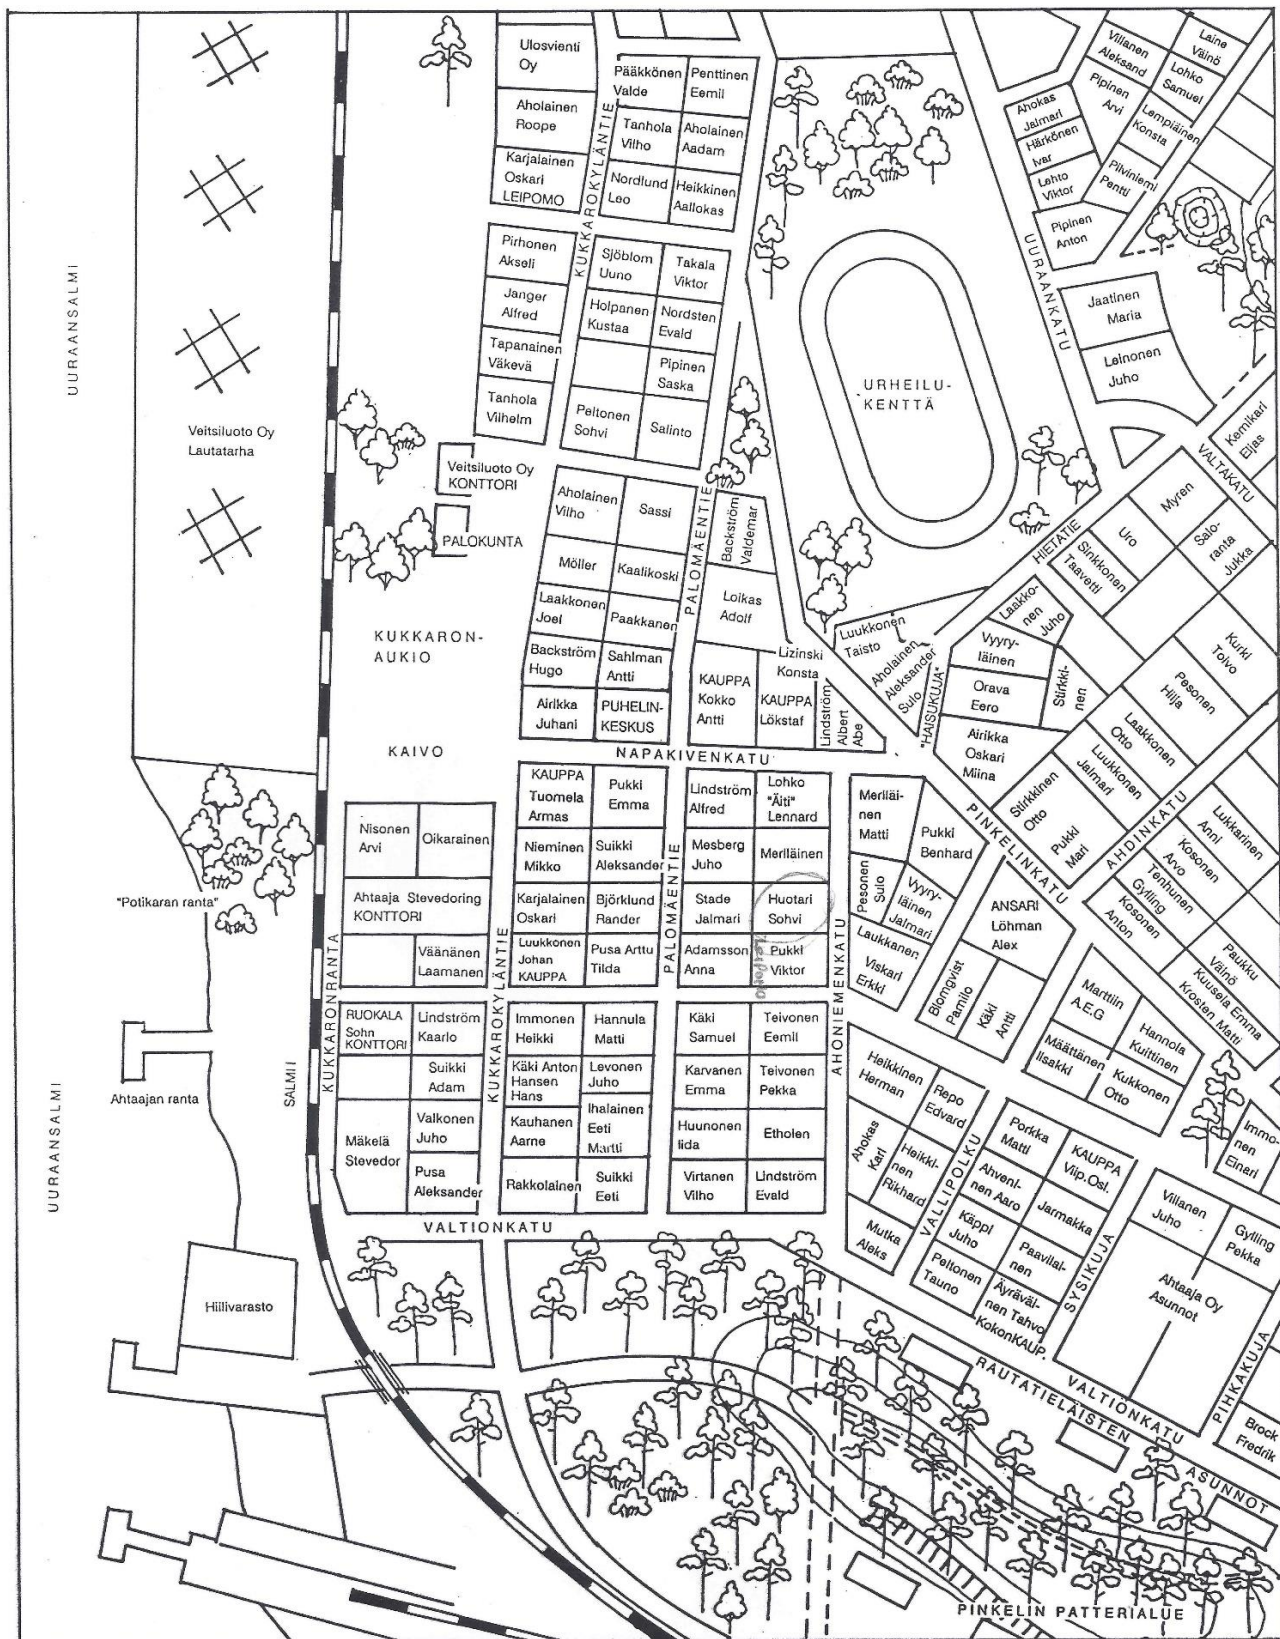 Ulosvienti
Oy
Aholainen
Roope
Karjalainen
Oskari
LEIPOMO
KUKKAROKYLÄNTIE
Pääkkönen
Valde
Penttinen
Eemil
Tanhola
Vilho
Aholainen
Aadam
Nordlund
Leo
Heikkinen
Aallokas
Villanen
Aleksand
Laine
Väinö
Pipinen
Arvi
Lohko
Samuel
Ahokas
Jalmari
Härkönen
Ivar
Lempiäinen
Konsta
Lehto
Viktor
Pilviniemi
Pentti
Pipinen
Anton
UURAANKATU
Jaatinen
Maria
Leinonen
Juho
Pirhonen
Akseli
Janger
Alfred
Tapanainen
Väkevä
Tanhola
Vilhelm
Sjöblom
Uuno
Takala
Viktor
Holpanen
Kustaa
Nordsten
Evald
Pipinen
Saska
Peltonen
Sohvi
Salinto
URHEILU-
KENTTÄ
UURAANSALMI
Veitsiluoto Oy
Lautatarha
Veitsiluoto Oy
KONTTORI
PALOKUNTA
KUKKARON-
AUKIO
KAIVO
Aholainen
Vilho
Sassi
Möller
Kaalikoski
Laakkonen
Joel
Paakkanen
Backström
Hugo
Sahlman
Antti
Airikka
Juhani
PUHELIN-
KESKUS
PALOMÄENTIE
Backström
Valdemar
Loikas
Adolf
KAUPPA
Kokko
Antti
Lizinski
Konsta
KAUPPA
Lökstaf
Lindström
Albert
Abe
Luukkonen
Taisto
Aholainen
Aleksander
Sulo
"HAISUKUJA"
Kemikari
Eljas
VALTAKATU
HIETATIE
Myren
Uro
Sinkkonen
Taavetti
Salo-
ranta
Jukka
Laakko-
nen
Juho
Vyyry-
läinen
Orava
Eero
Stirkki-
nen
Airikka
Oskari
Miina
Kurki
Toivo
Pesonen
Hilja
Laakkonen
Otto
Luukkonen
Jalmari
Stirkkinen
Otto
Pukki
Mari
NAPAKIVENKATU
PINKELINKATU
AHDINKATU
Nisonen
Arvi
Oikarainen
Ahtaaja Stevedoring
KONTTORI
Väänänen
Laamanen
KUKKARONRANTA
KUKKAROKYLÄNTIE
KAUPPA
Tuomela
Armas
Pukki
Emma
Nieminen
Mikko
Suikki
Aleksander
Karjalainen
Oskari
Björklund
Rander
Luukkonen
Johan
KAUPPA
Pusa Arttu
Tilda
PALOMÄENTIE
Lindström
Alfred
Lohko
"Äiti"
Lennard
Mesberg
Juho
Meriläinen
Stade
Jalmari
Huotari
Sohvi
Adamsson
Anna
Pukki
Viktor
Leipomo
AHONIEMENKATU
Meriläi-
nen
Matti
Pukki
Benhard
Pesonen
Sulo
Vyyry-
läinen
Jalmari
Laukkanen
Viskari
Erkki
ANSARI
Löhman
Alex
Blomqvist
Pamilo
Käki
Antti
Lukkarinen
Anni
Kosonen
Arvo
Tenhunen
Gylling
Kosonen
Anton
Paukku
Väinö
Kuusela Emma
Krosten Matti
Marttiin
A.E.G
Hannola
Kuittinen
Määttänen
Iisakki
Kukkonen
Otto
"Potikaran ranta"
Ahtaajan ranta
UURAANSALMI
SALMI
RUOKALA
Sohn
KONTTORI
Lindström
Kaarlo
Suikki
Adam
Mäkelä
Stevedor
Valkonen
Juho
Pusa
Aleksander
Immonen
Heikki
Hannula
Matti
Käki Anton
Hansen
Hans
Levonen
Juho
Kauhanen
Aarne
Ihalainen
Eeti
Martti
Rakkolainen
Suikki
Eeti
Käki
Samuel
Teivonen
Eemil
Karvanen
Emma
Teivonen
Pekka
Huunonen
Iida
Etholen
Virtanen
Vilho
Lindström
Evald
Heikkinen
Herman
Repo
Edvard
Ahokas
Karl
Heikki-
nen
Rikhard
Mutka
Aleks
VALLIPOLKU
Porkka
Matti
KAUPPA
Viip.Osl.
Ahveni-
nen Aaro
Jarmakka
Käppi
Juho
Paavilai-
nen
Peltonen
Tauno
Äyräväi-
nen Tahvo
KokonKAUP.
SYSIKUJA
Immo-
nen
Einari
Villanen
Juho
Gylling
Pekka
Ahtaaja Oy
Asunnot
PIHKAKUJA
Brock
Fredrik
VALTIONKATU
VALTIONKATU
RAUTATIELÄISTEN
ASUNNOT
Hiilivarasto
PINKELIN PATTERIALUE